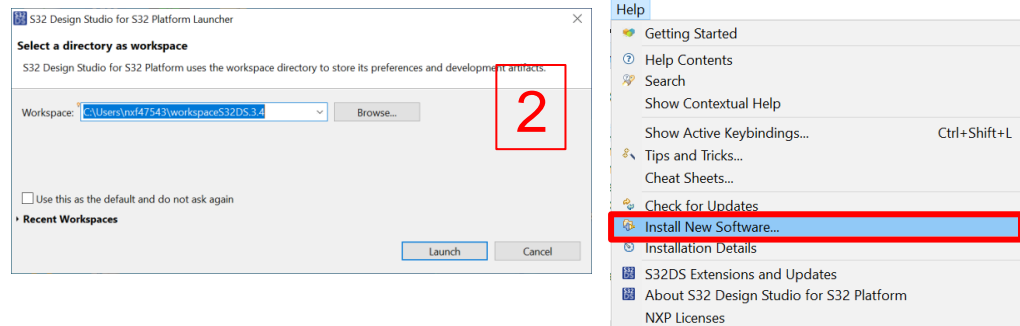 S32 Design Studio for S32 Platform Launcher
Select a directory as workspace
S32 Design Studio for S32 Platform uses the workspace directory to store its preferences and development artifacts.
Workspace: C:\Users\nxf47543\workspaceS32DS.3.4 Browse...
2
Use this as the default and do not ask again
Recent Workspaces
Launch Cancel
Help
Getting Started
Help Contents
Search
Show Contextual Help
Show Active Keybindings... Ctrl+Shift+L
Tips and Tricks...
Cheat Sheets...
Check for Updates
Install New Software...
Installation Details
S32DS Extensions and Updates
About S32 Design Studio for S32 Platform
NXP Licenses